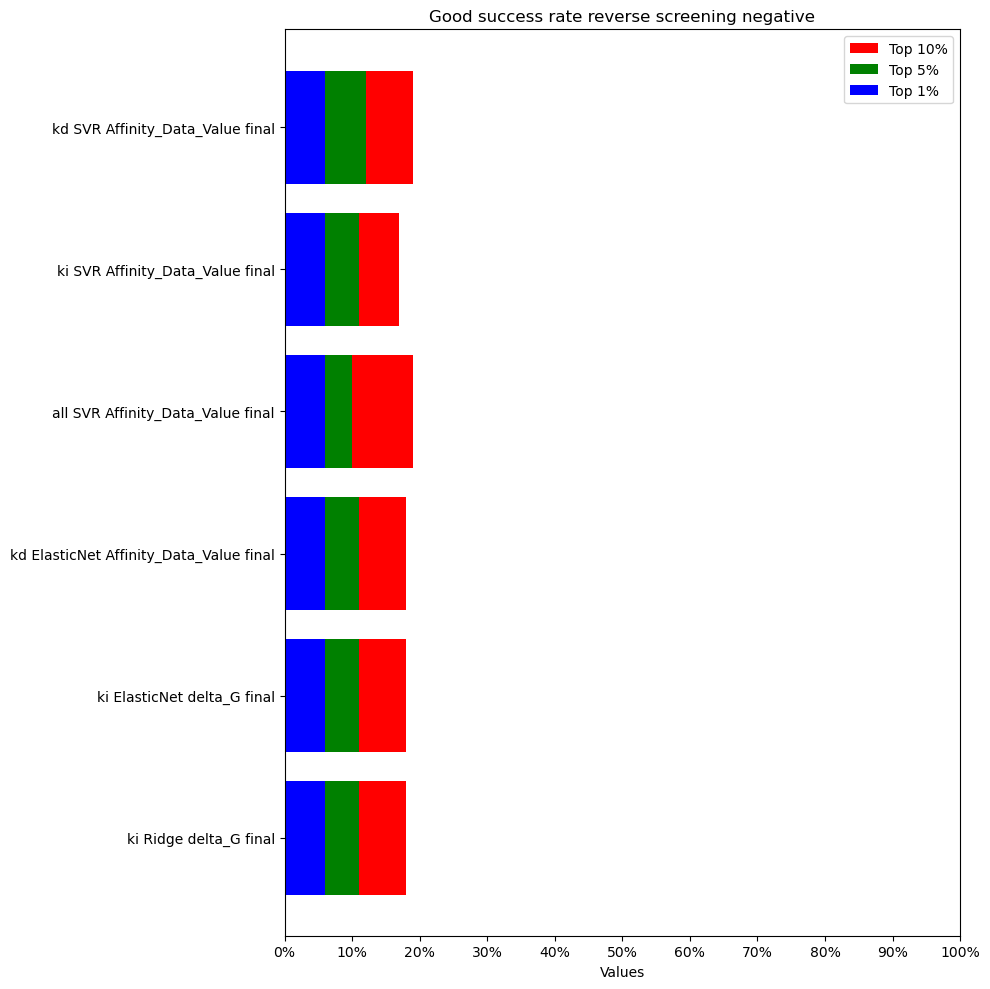 Good success rate reverse screening negative
Top 10%
Top 5%
Top 1%
kd SVR Affinity_Data_Value final
ki SVR Affinity_Data_Value final
all SVR Affinity_Data_Value final
kd ElasticNet Affinity_Data_Value final
ki ElasticNet delta_G final
ki Ridge delta_G final
0% 10% 20% 30% 40% 50% 60% 70% 80% 90% 100%
Values